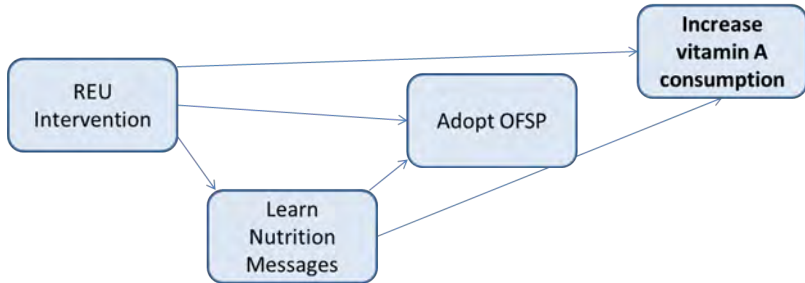 Increase
vitamin A
consumption
REU
Intervention
Adopt OFSP
Learn
Nutrition
Messages